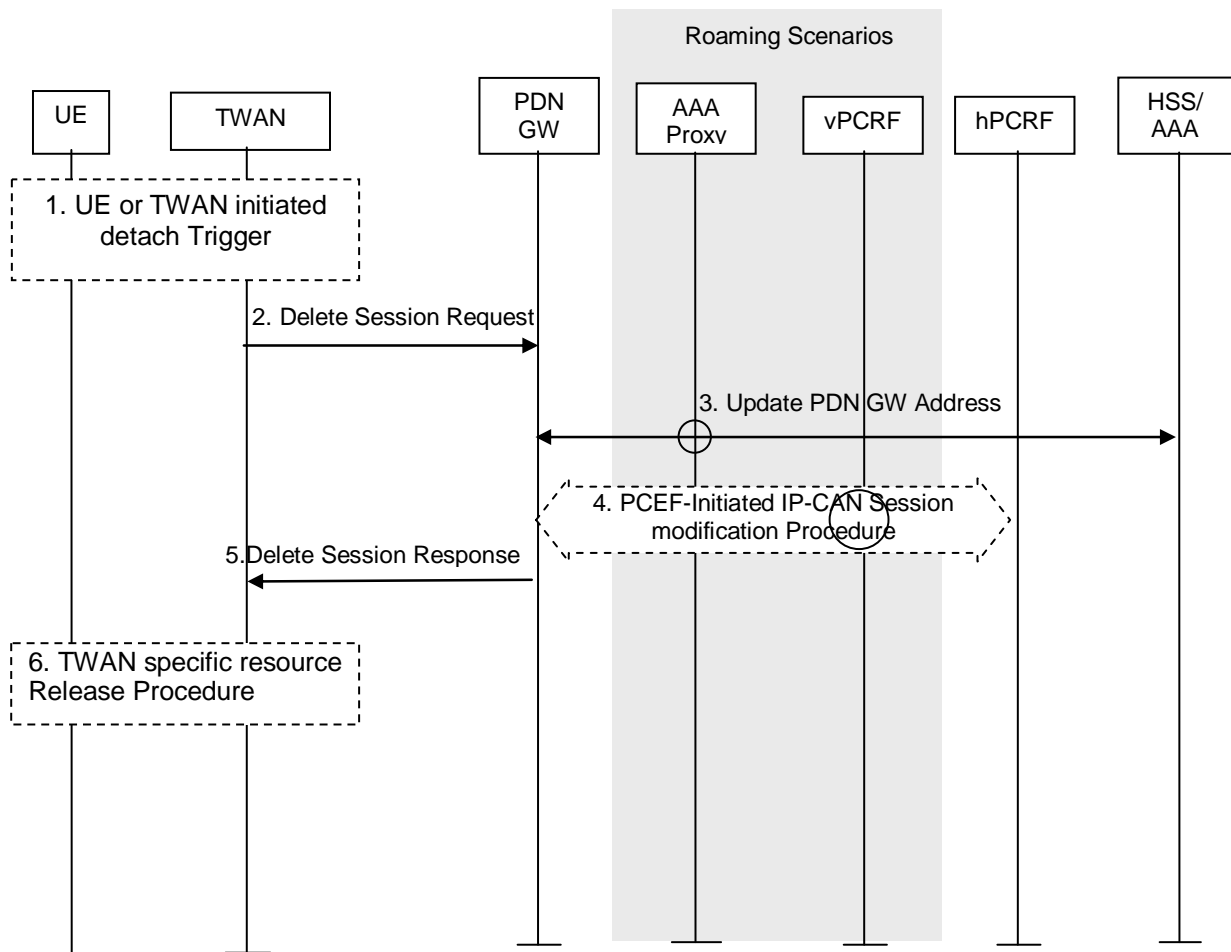 Roaming Scenarios
UE
TWAN
PDN
GW
AAA
Proxy
vPCRF
hPCRF
HSS/
AAA
1. UE or TWAN initiated
detach Trigger
2. Delete Session Request
3. Update PDN GW Address
4. PCEF-Initiated IP-CAN Session
modification Procedure
5.Delete Session Response
6. TWAN specific resource
Release Procedure